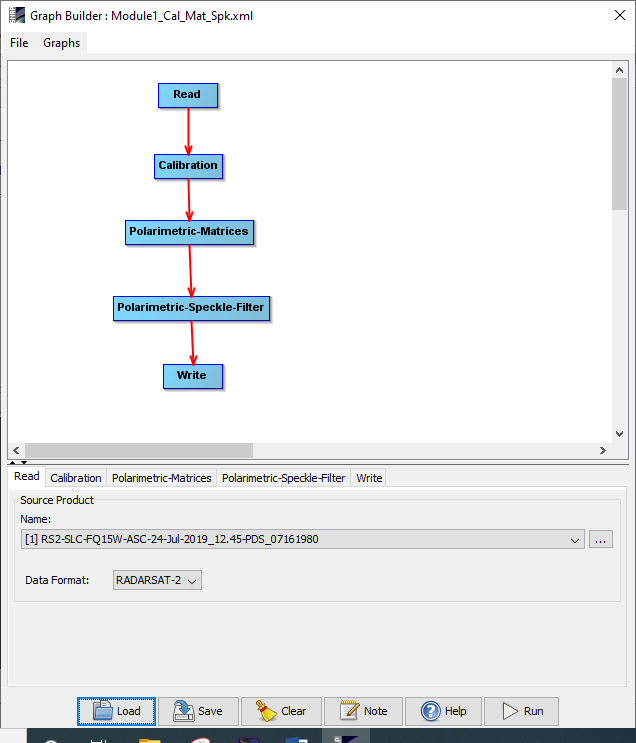 Graph Builder : Module1_Cal_Mat_Spk.xml
File Graphs
Read
Calibration
Polarimetric-Matrices
Polarimetric-Speckle-Filter
Write
Read Calibration Polarimetric-Matrices Polarimetric-Speckle-Filter Write
Source Product
Name:
[1] RS2-SLC-FQ15W-ASC-24-Jul-2019_12.45-PDS_07161980
...
Data Format: RADARSAT-2
Load Save Clear Note Help Run